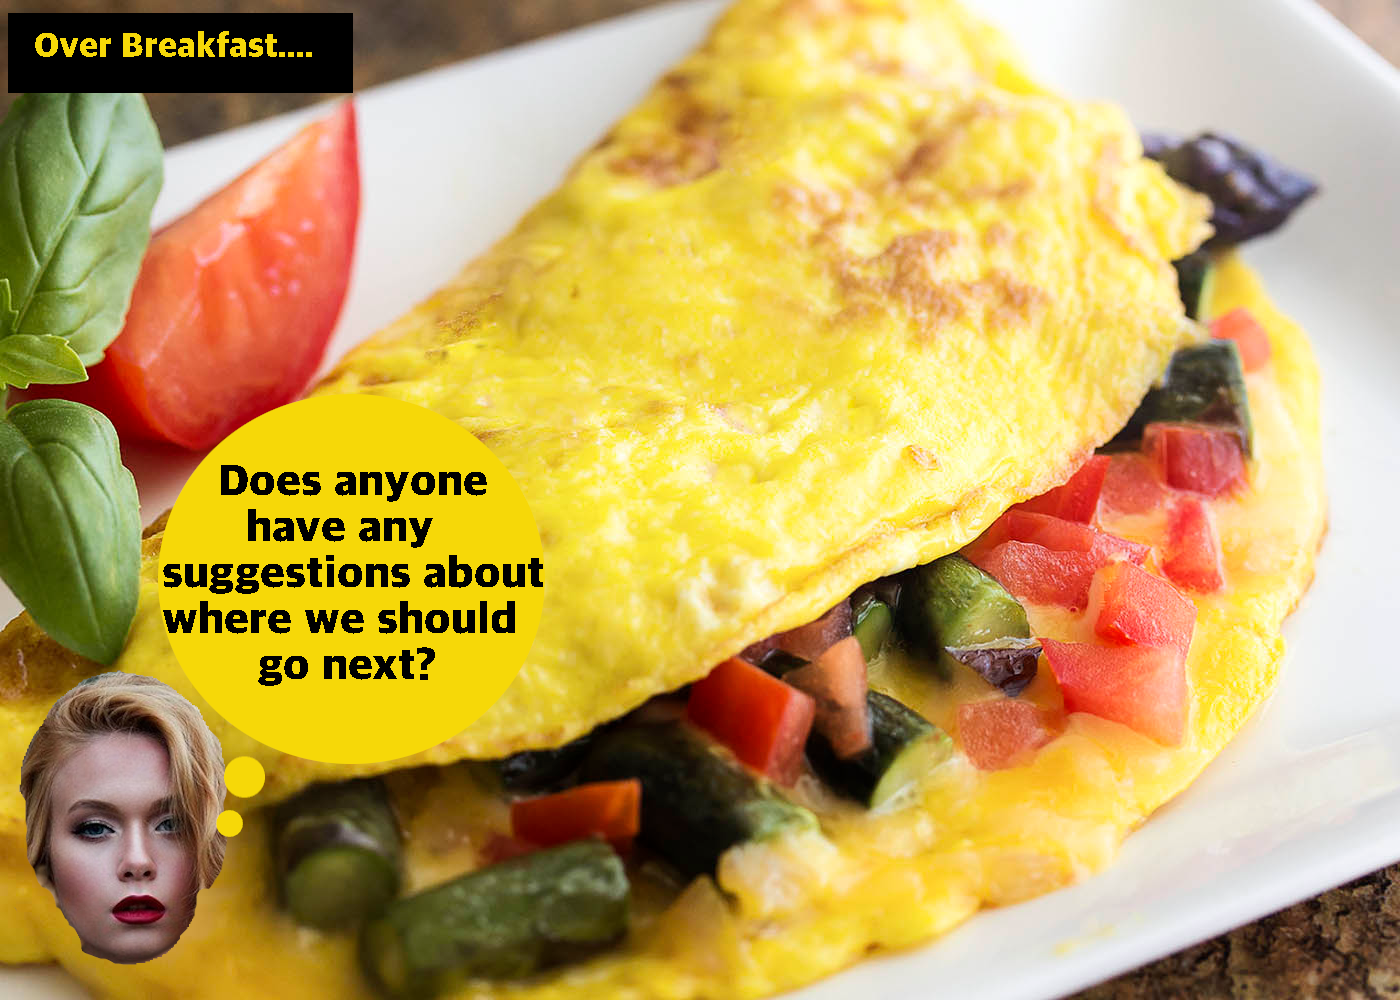 Over Breakfast....
Does anyone
have any
suggestions about
where we should
go next?